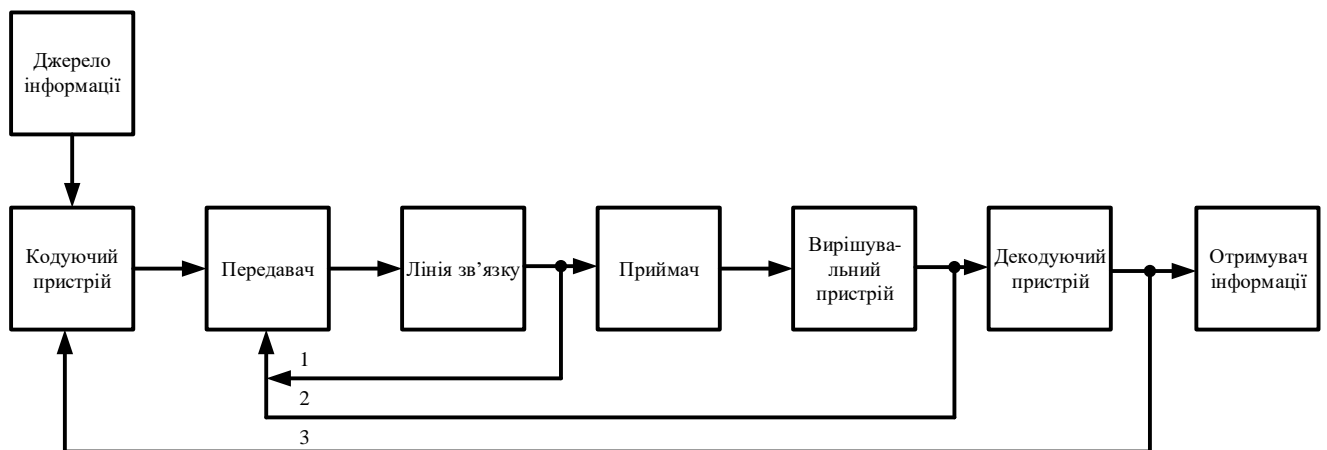 Джерело
інформації
Кодуючий
пристрій
Передавач
Лінія зв’язку
Приймач
Вирішува-
льний
пристрій
Декодуючий
пристрій
Отримувач
інформації
1
2
3